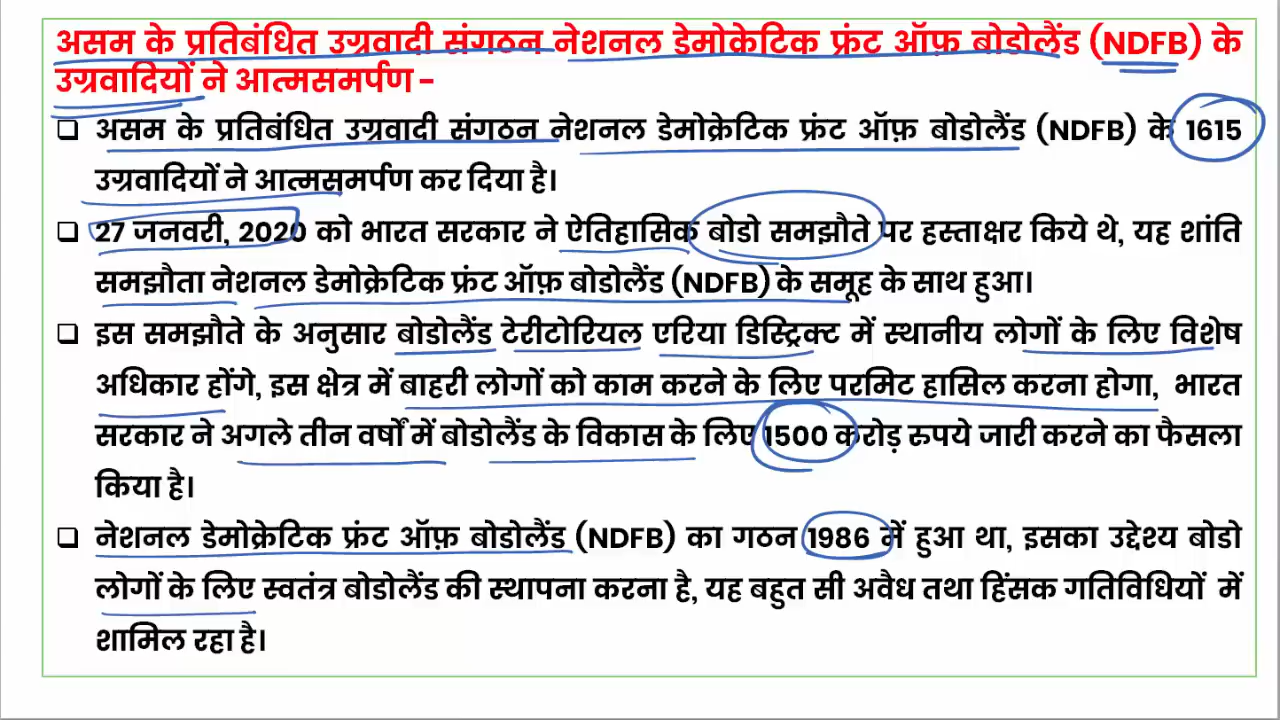 असम के प्रतिबंधित उग्रवादी संगठन नेशनल डेमोक्रेटिक फ्रंट ऑफ़ बोडोलैंड (NDFB) के
उग्रवादियों ने आत्मसमर्पण –
❑ असम के प्रतिबंधित उग्रवादी संगठन नेशनल डेमोक्रेटिक फ्रंट ऑफ़ बोडोलैंड (NDFB) के 1615
उग्रवादियों ने आत्मसमर्पण कर दिया है।
❑ 27 जनवरी, 2020 को भारत सरकार ने ऐतिहासिक बोडो समझौते पर हस्ताक्षर किये थे, यह शांति
समझौता नेशनल डेमोक्रेटिक फ्रंट ऑफ़ बोडोलैंड (NDFB) के समूह के साथ हुआ।
❑ इस समझौते के अनुसार बोडोलैंड टेरीटोरियल एरिया डिस्ट्रिक्ट में स्थानीय लोगों के लिए विशेष
अधिकार होंगे, इस क्षेत्र में बाहरी लोगों को काम करने के लिए परमिट हासिल करना होगा, भारत
सरकार ने अगले तीन वर्षों में बोडोलैंड के विकास के लिए 1500 करोड़ रुपये जारी करने का फैसला
किया है।
❑ नेशनल डेमोक्रेटिक फ्रंट ऑफ़ बोडोलैंड (NDFB) का गठन 1986 में हुआ था, इसका उद्देश्य बोडो
लोगों के लिए स्वतंत्र बोडोलैंड की स्थापना करना है, यह बहुत सी अवैध तथा हिंसक गतिविधियों में
शामिल रहा है।